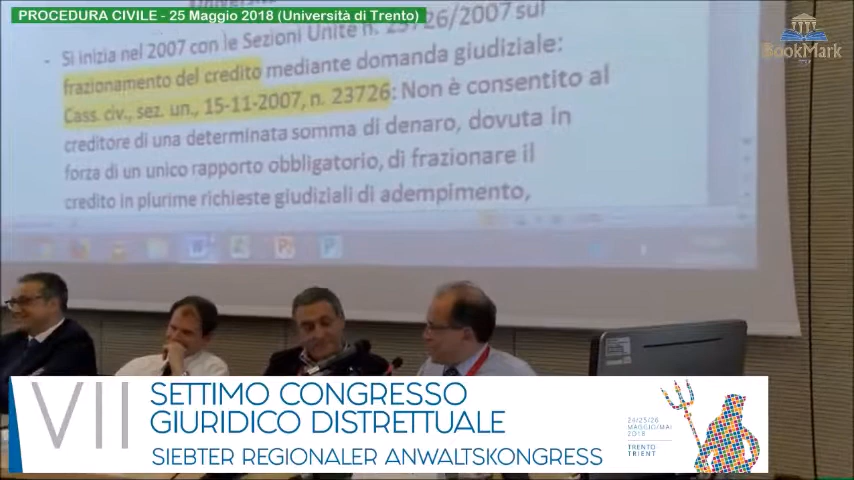 PROCEDURA CIVILE - 25 Maggio 2018 (Università di Trento)
BOOKMARK
- Si inizia nel 2007 con le Sezioni Unite n. 23726/2007 sul
frazionamento del credito mediante domanda giudiziale:
Cass. civ., sez. un., 15-11-2007, n. 23726: Non è consentito al
creditore di una determinata somma di denaro, dovuta in
forza di un unico rapporto obbligatorio, di frazionare il
credito in plurime richieste giudiziali di adempimento,
VII
SETTIMO CONGRESSO
GIURIDICO DISTRETTUALE
SIEBTER REGIONALER ANWALTSKONGRESS
24/25/26
MAGGIO/MAI
2018
TRENTO
TRIENT